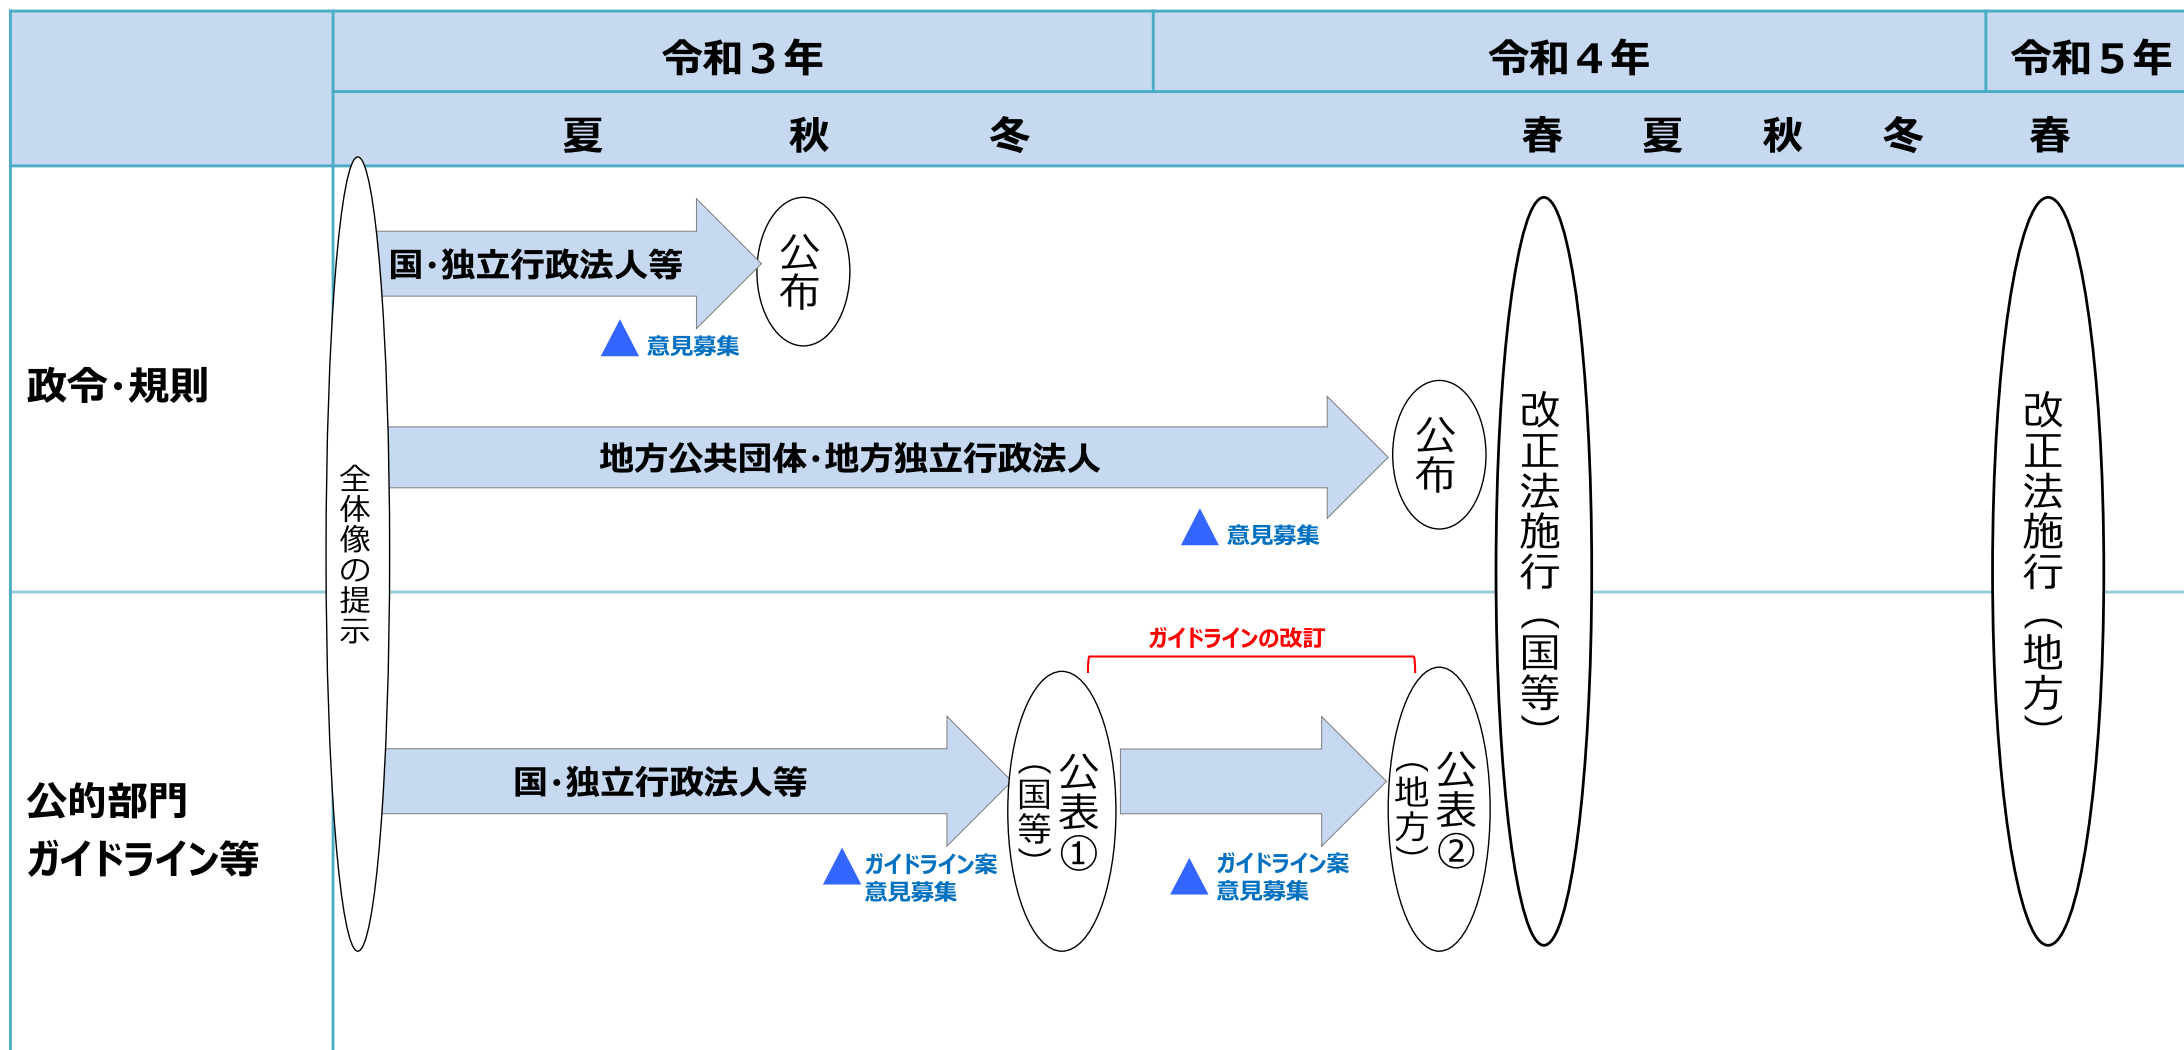 令和３年
令和４年
令和５年
夏
秋
冬
春
夏
秋
冬
春
政令・規則
全体像の提示
国・独立行政法人等
公布
意見募集
地方公共団体・地方独立行政法人
公布
意見募集
改正法施行（国等）
改正法施行（地方）
公的部門
ガイドライン等
ガイドラインの改訂
国・独立行政法人等
公表①
（国等）
ガイドライン案
意見募集
公表②
（地方）
ガイドライン案
意見募集